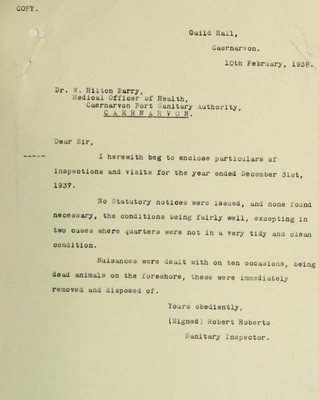 COPY.
Guild Hall,
Caernarvon.
10th February, 1938.
Dr. W. Hilton Parry,
Medical Officer of Health,
Caernarvon Port Sanitary Authority,
CAERNARVON.
Dear Sir,
----- I herewith beg to enclose particulars of
inspections and visits for the year ended December 31st,
1937.
No Statutory notices were issued, and none found
necessary, the conditions being fairly well, excepting in
two cases where quarters were not in a very tidy and clean
condition.
Nuisances were dealt with on ten occasions, being
dead animals on the foreshore, these were immediately
removed and disposed of.
Yours obediently,
(Signed) Robert Roberts
Sanitary Inspector.